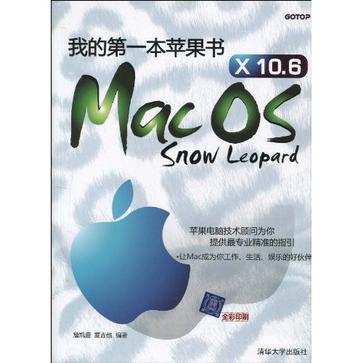 GOTOP
我的第一本苹果书
X 10.6
Mac OS
Snow Leopard
苹果电脑技术顾问为你
提供最专业精准的指引
·让Mac成为你工作、生活、娱乐的好伙伴
全彩印刷
编著
清华大学出版社